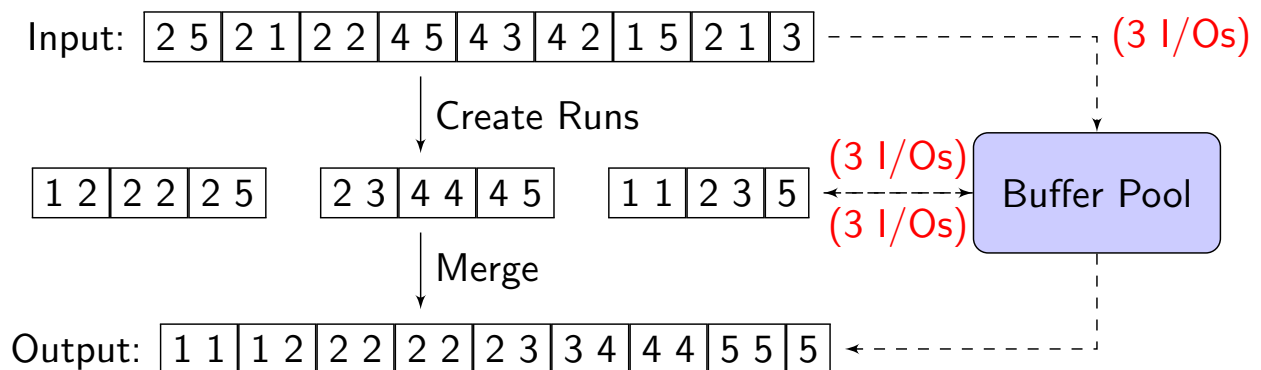 Input: 2 5 2 1 2 2 4 5 4 3 4 2 1 5 2 1 3 (3 I/Os)
Create Runs
1 2 2 2 2 5 2 3 4 4 4 5 1 1 2 3 5 (3 I/Os)
(3 I/Os)
Buffer Pool
Merge
Output: 1 1 1 2 2 2 2 2 2 3 3 4 4 4 5 5 5